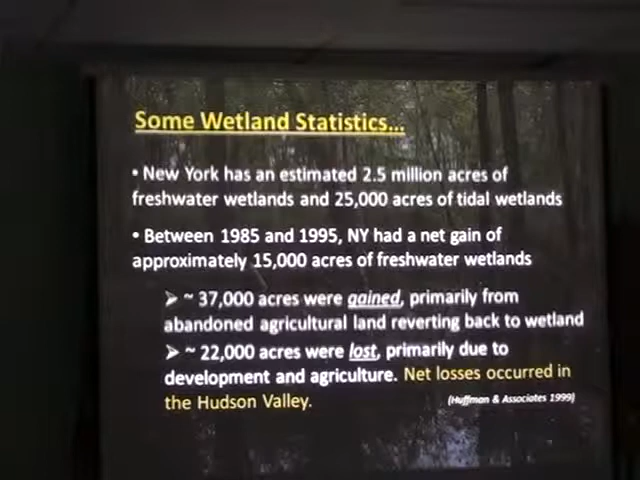 Some Wetland Statistics...
• New York has an estimated 2.5 million acres of
freshwater wetlands and 25,000 acres of tidal wetlands
• Between 1985 and 1995, NY had a net gain of
approximately 15,000 acres of freshwater wetlands
➢ ~ 37,000 acres were gained, primarily from
abandoned agricultural land reverting back to wetland
➢ ~ 22,000 acres were lost, primarily due to
development and agriculture. Net losses occurred in
the Hudson Valley.
(Huffman & Associates 1999)